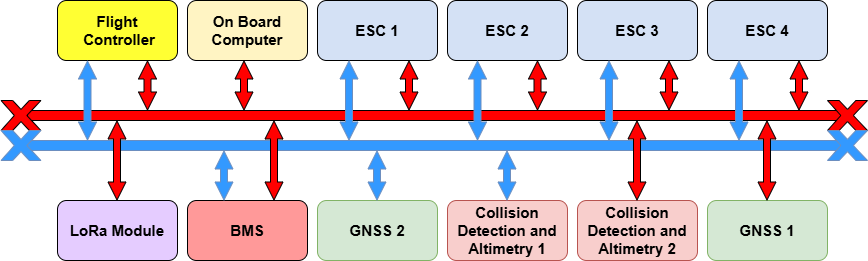 Flight
Controller
On Board
Computer
ESC 1
ESC 2
ESC 3
ESC 4
LoRa Module
BMS
GNSS 2
Collision
Detection and
Altimetry 1
Collision
Detection and
Altimetry 2
GNSS 1